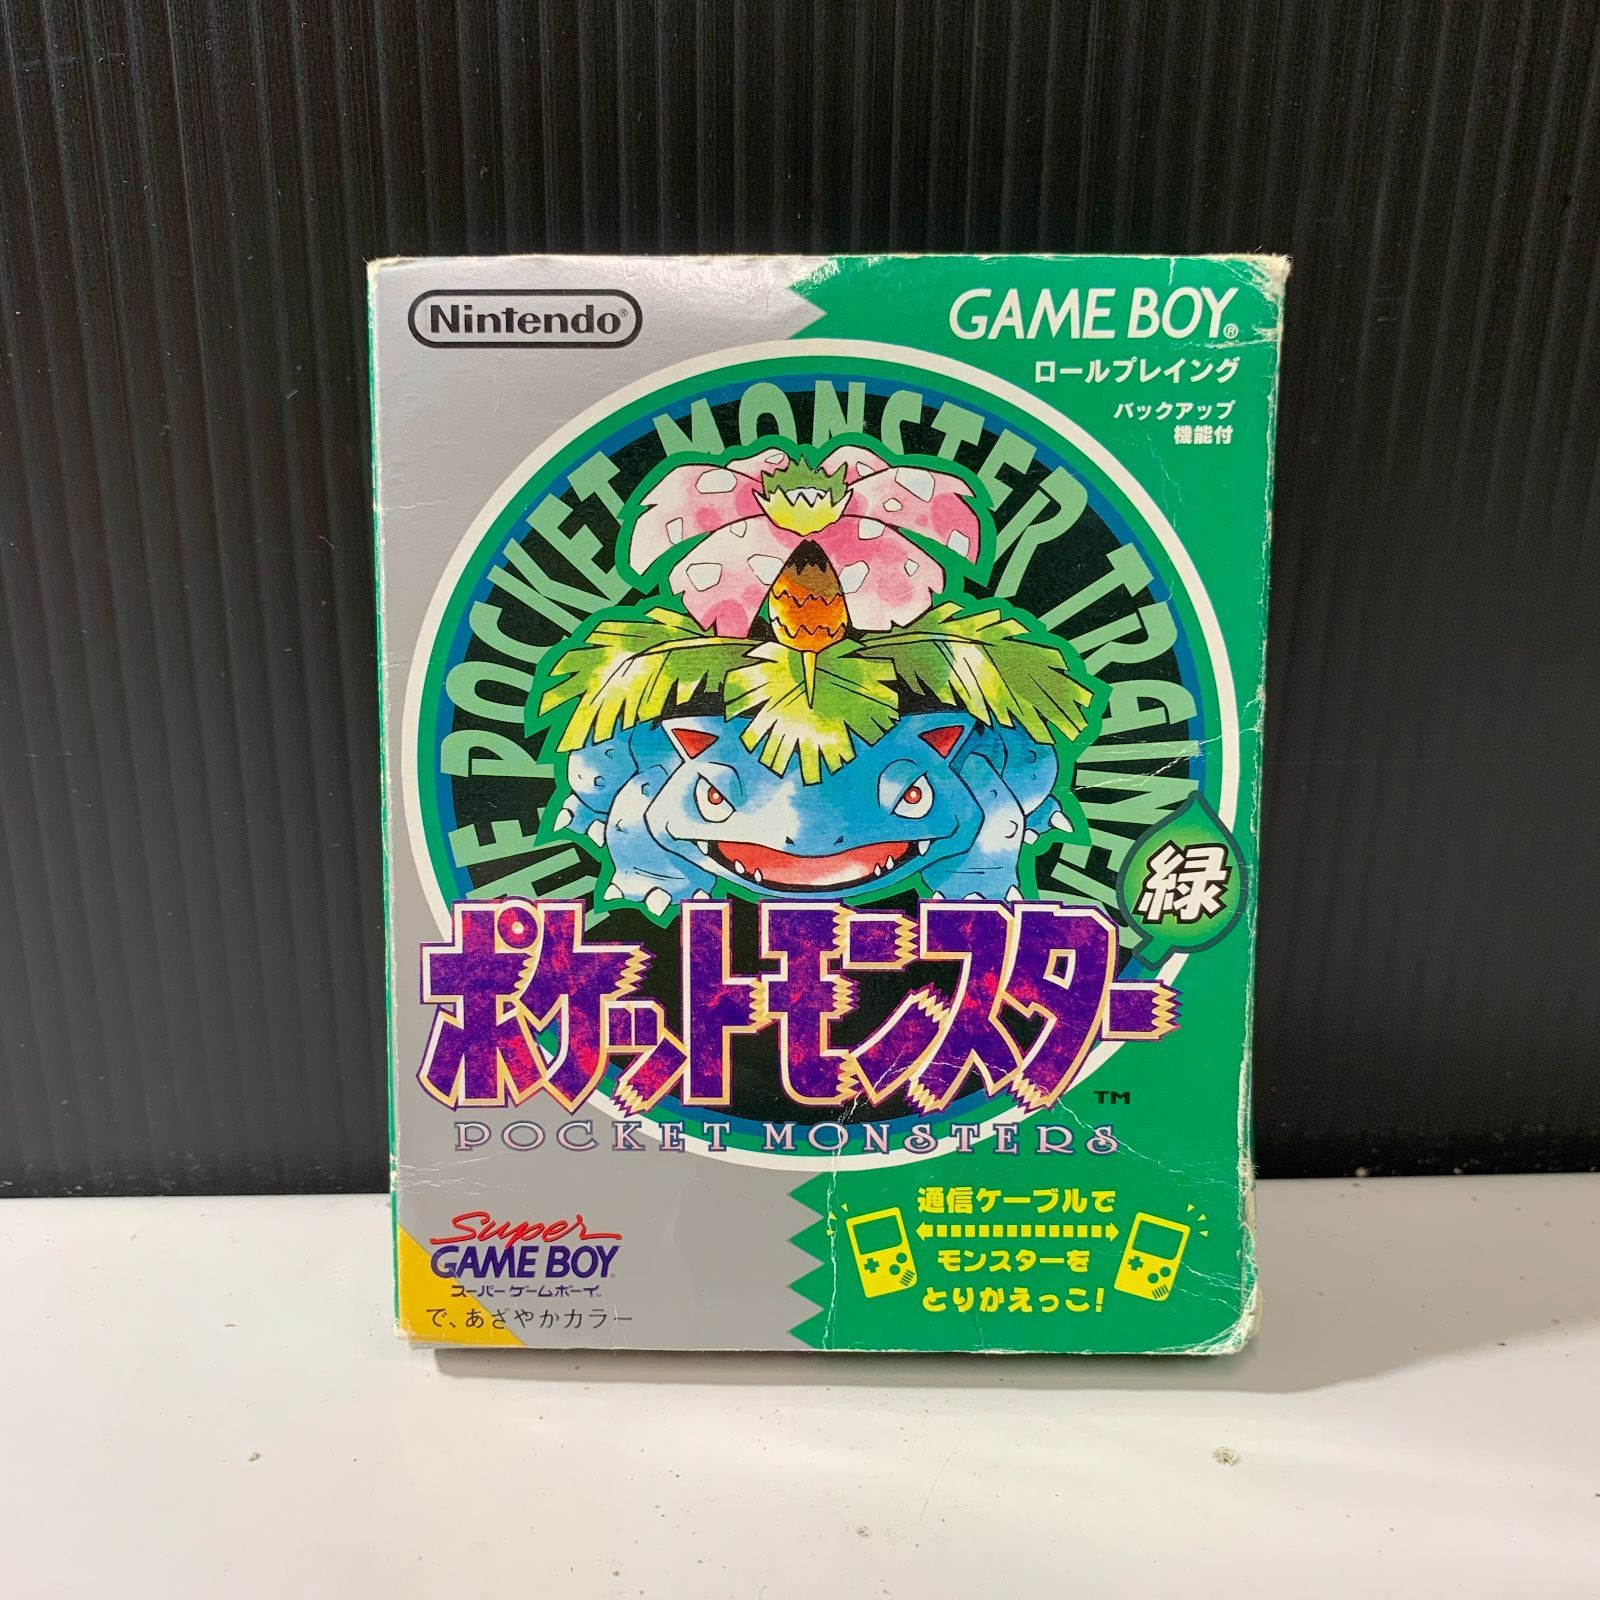 Nintendo®
GAME BOY®
ロールプレイング
バックアップ
機能付
THE POCKET MONSTER TRAINER
緑
ポケットモンスター
TM
POCKET MONSTERS
Super
GAME BOY
スーパーゲームボーイ
で、あざやかカラー
通信ケーブルで
モンスターを
とりかえっこ!